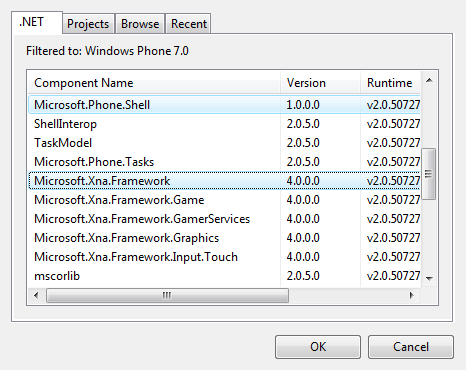 .NET Projects Browse Recent
Filtered to: Windows Phone 7.0
Component Name Version Runtime
Microsoft.Phone.Shell 1.0.0.0 v2.0.50727
ShellInterop 2.0.5.0 v2.0.50727
TaskModel 2.0.5.0 v2.0.50727
Microsoft.Phone.Tasks 2.0.5.0 v2.0.50727
Microsoft.Xna.Framework 4.0.0.0 v2.0.50727
Microsoft.Xna.Framework.Game 4.0.0.0 v2.0.50727
Microsoft.Xna.Framework.GamerServices 4.0.0.0 v2.0.50727
Microsoft.Xna.Framework.Graphics 4.0.0.0 v2.0.50727
Microsoft.Xna.Framework.Input.Touch 4.0.0.0 v2.0.50727
mscorlib 2.0.5.0 v2.0.50727
OK Cancel